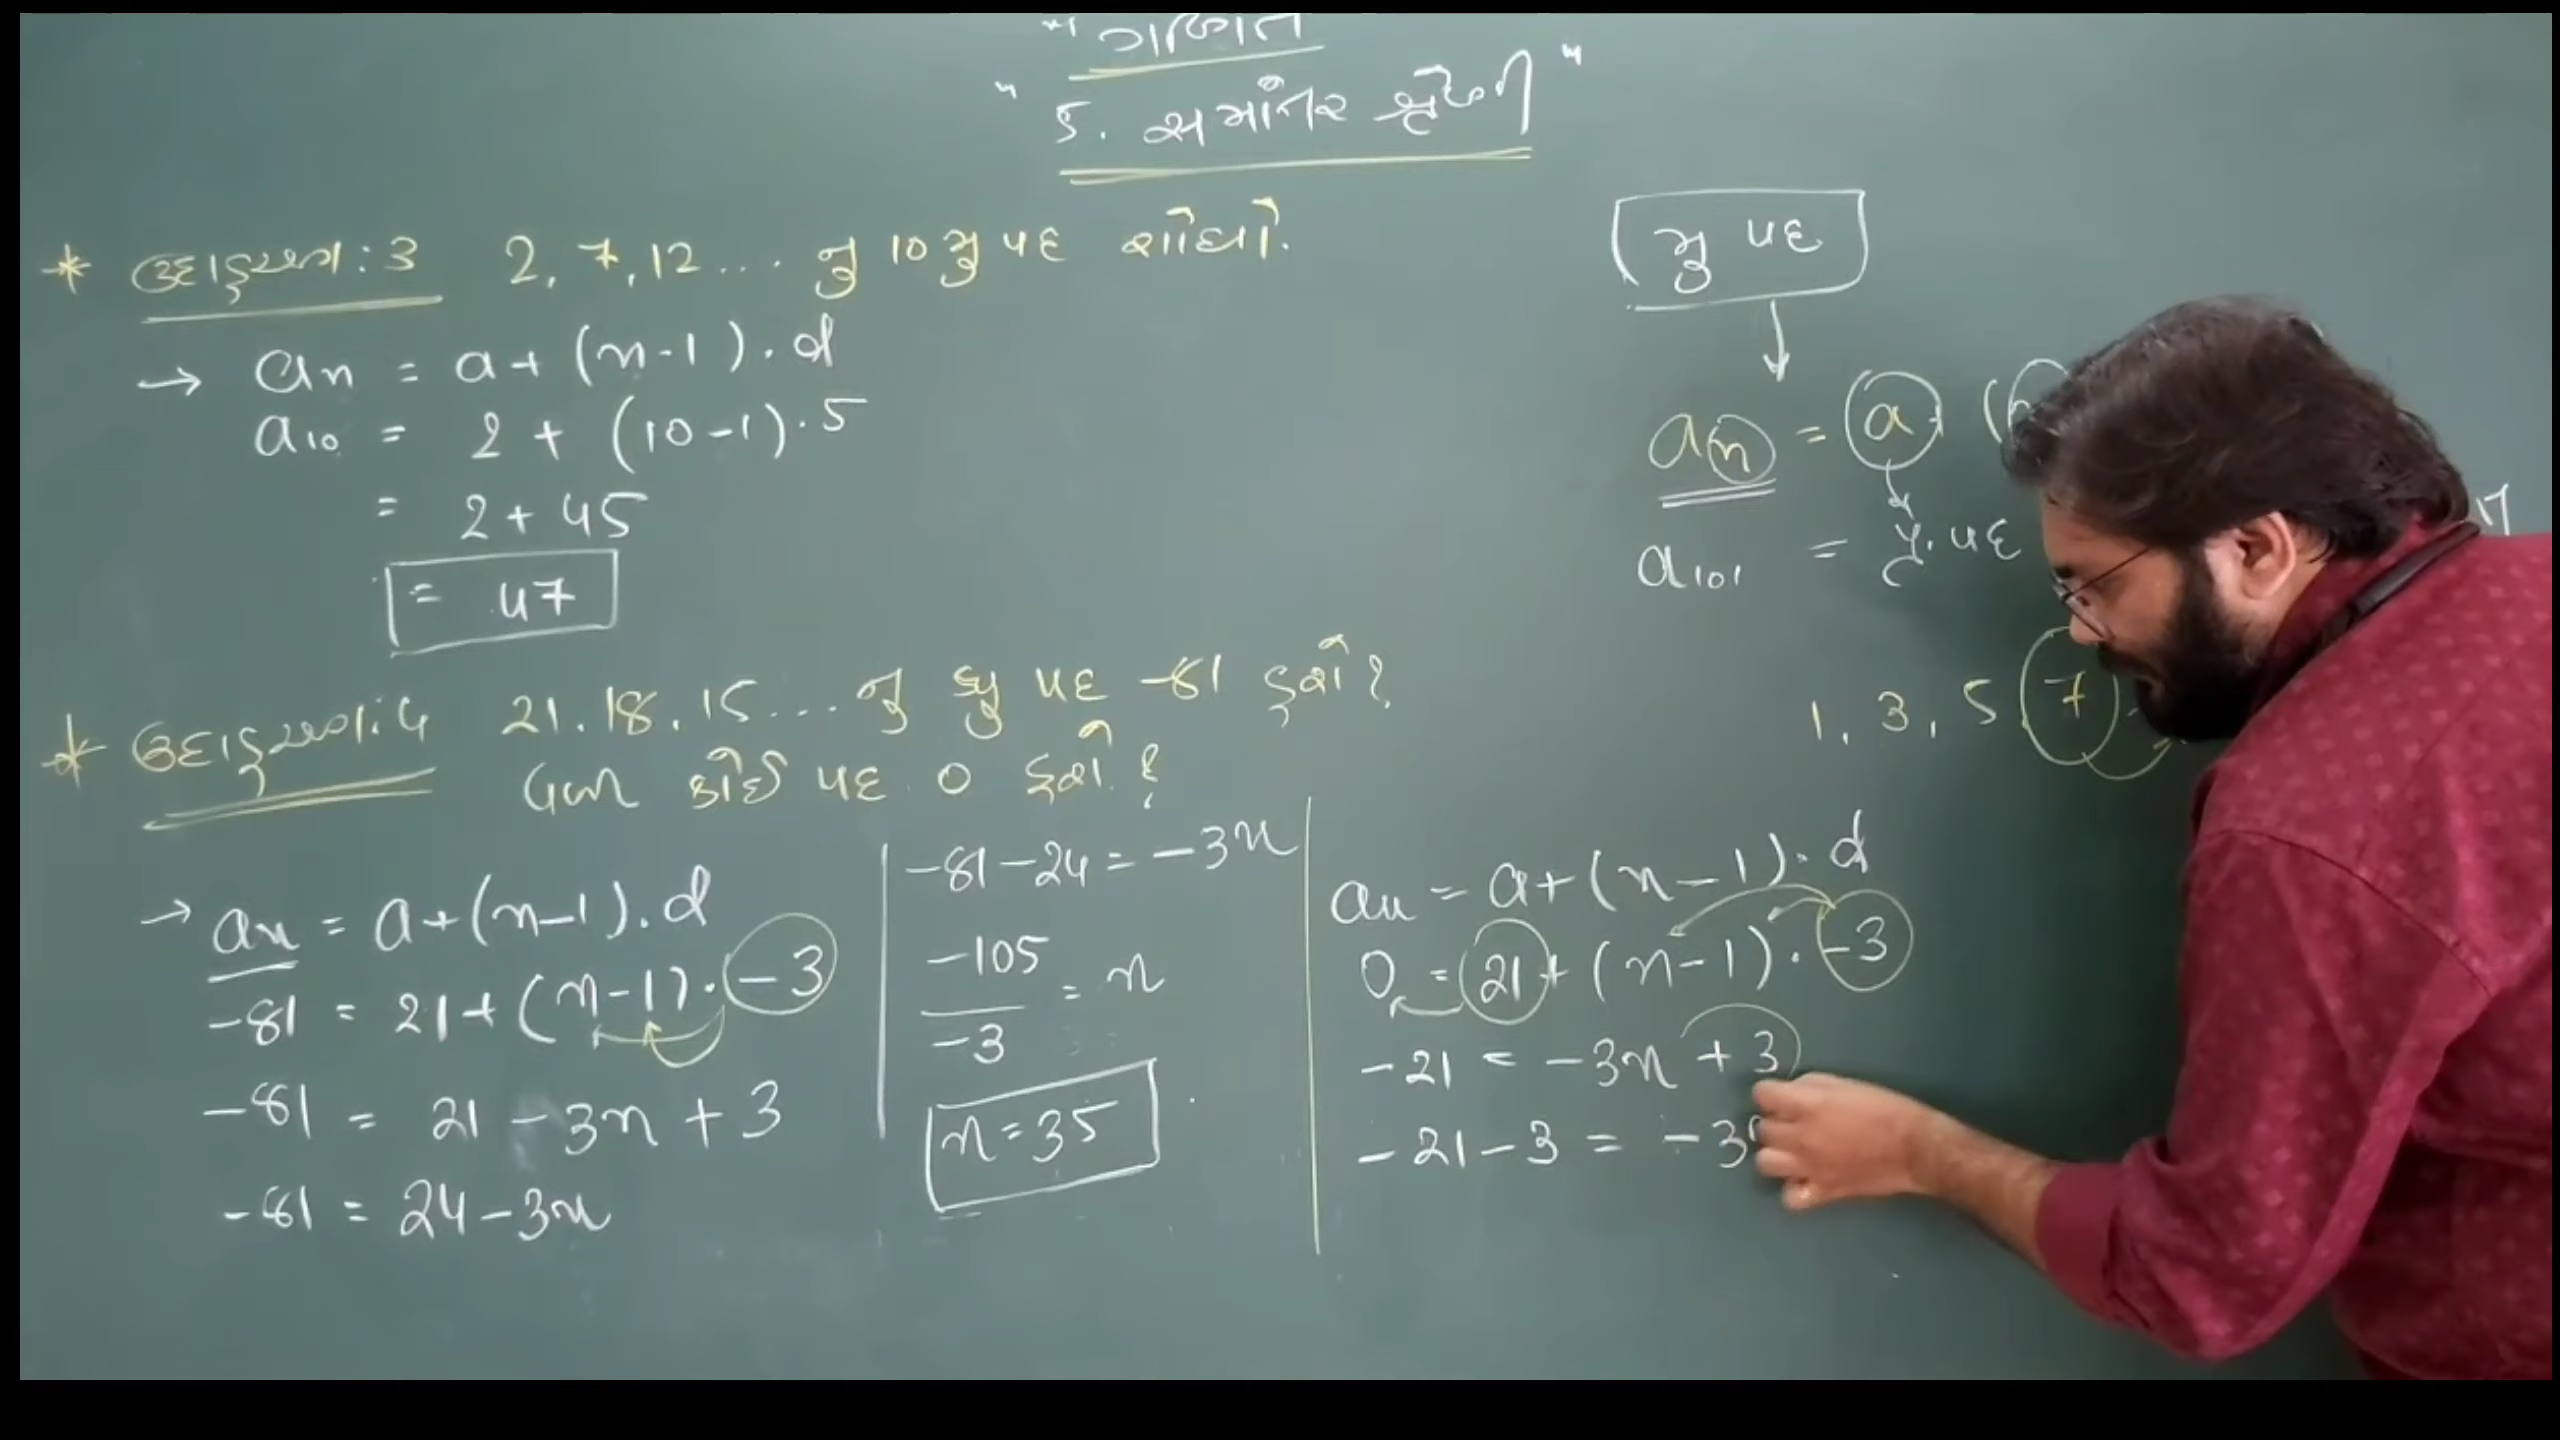 " ગણિત
" 5. સમાંતર શ્રેણી "
* ઉદાહરણ : 3 2, 7, 12 ... નુ 10 મુ પદ શોધો.
→ an = a + (n-1) . d
a10 = 2 + (10-1) . 5
= 2 + 45
= 47
* ઉદાહરણ : 4 21, 18, 15 ... નુ કયુ પદ -81 હશે?
કોઈ પદ 0 હશે?
→ an = a + (n-1) . d
-81 = 21 + (n-1) . -3
-81 = 21 - 3n + 3
-81 = 24 - 3n
-81 - 24 = -3n
-105
-3 = n
n = 35
an = a + (n-1) . d
0 = 21 + (n-1) . -3
-21 = -3n + 3
-21 - 3 = -3
મુ પદ
an = a + (
a101 = પ્ર. પદ
1, 3, 5, 7